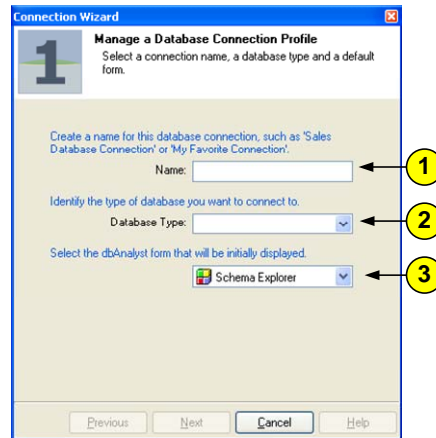 Connection Wizard
1
Manage a Database Connection Profile
Select a connection name, a database type and a default
form.
Create a name for this database connection, such as 'Sales
Database Connection' or 'My Favorite Connection'.
Name:
1
Identify the type of database you want to connect to.
Database Type:
2
Select the dbAnalyst form that will be initially displayed.
Schema Explorer
3
Previous Next Cancel Help